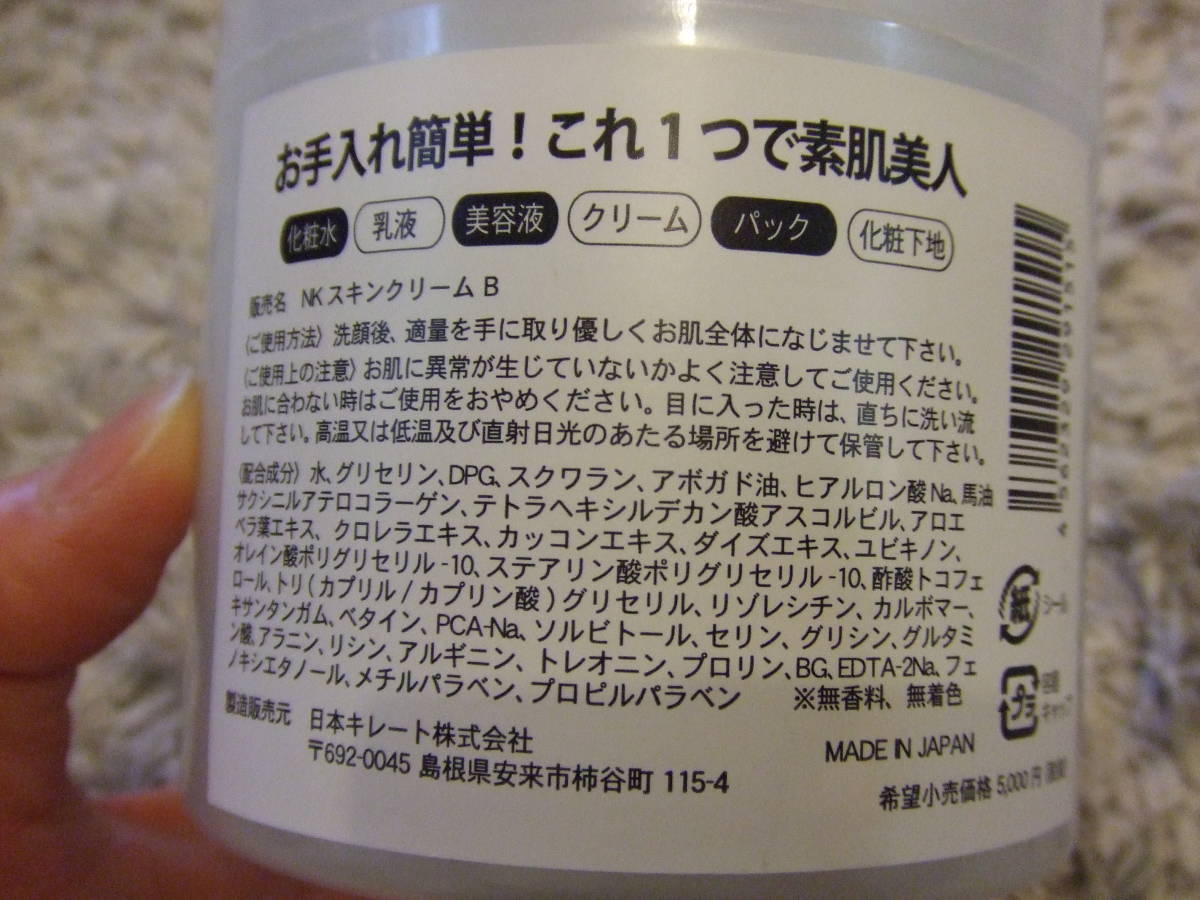 お手入れ簡単！これ1つで素肌美人
化粧水 乳液 美容液 クリーム パック 化粧下地
販売名 NKスキンクリーム B
〈ご使用方法〉洗顔後、適量を手に取り優しくお肌全体になじませて下さい。
〈ご使用上の注意〉お肌に異常が生じていないかよく注意してご使用ください。
お肌に合わない時はご使用をおやめください。目に入った時は、直ちに洗い流
して下さい。高温又は低温及び直射日光のあたる場所を避けて保管して下さい。
〈配合成分〉水、グリセリン、DPG、スクワラン、アボガド油、ヒアルロン酸Na、馬油
サクシニルアテロコラーゲン、テトラヘキシルデカン酸アスコルビル、アロエ
ベラ葉エキス、クロレラエキス、カッコンエキス、ダイズエキス、ユビキノン、
オレイン酸ポリグリセリル-10、ステアリン酸ポリグリセリル-10、酢酸トコフェ
ロール、トリ(カプリル/カプリン酸)グリセリル、リゾレシチン、カルボマー、
キサンタンガム、ベタイン、PCA-Na、ソルビトール、セリン、グリシン、グルタミ
ン酸、アラニン、リシン、アルギニン、トレオニン、プロリン、BG、EDTA-2Na、フェ
ノキシエタノール、メチルパラベン、プロピルパラベン ※無香料、無着色
製造販売元 日本キレート株式会社
〒692-0045 島根県安来市柿谷町 115-4
MADE IN JAPAN
希望小売価格 5,000円
紙 シール
プラ 容器
キャップ